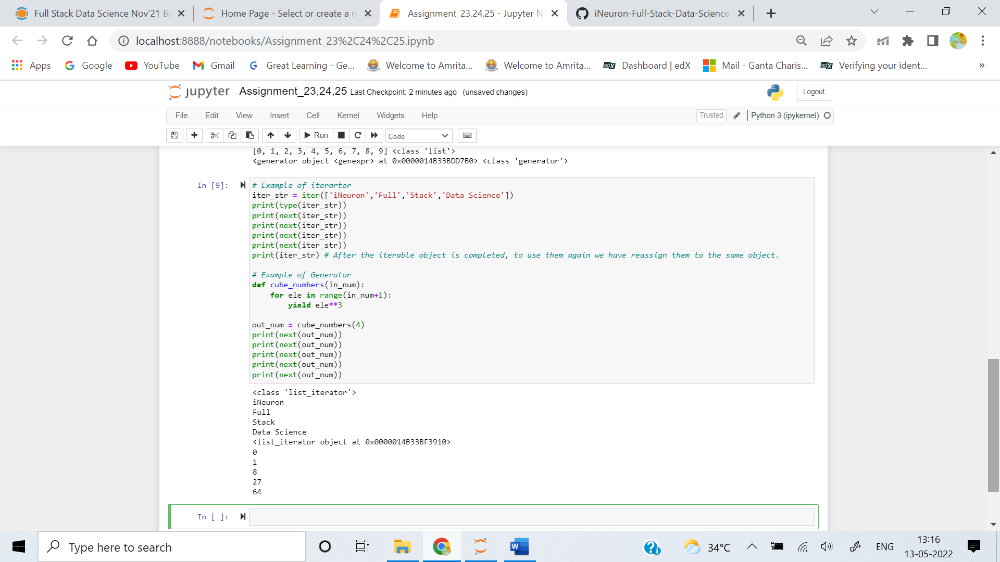 Full Stack Data Science Nov'21 Ba
Home Page - Select or create a n
Assignment_23,24,25 - Jupyter N
iNeuron-Full-Stack-Data-Science-
localhost:8888/notebooks/Assignment_23%2C24%2C25.ipynb
Apps
Google
YouTube
Gmail
Great Learning - Ge...
Welcome to Amrita...
Welcome to Amrita...
Dashboard | edX
Mail - Ganta Charis...
Verifying your ident...
»
jupyter
Assignment_23,24,25 Last Checkpoint: 2 minutes ago (unsaved changes)
Logout
File Edit View Insert Cell Kernel Widgets Help
Trusted
Python 3 (ipykernel)
Run
Code
[0, 1, 2, 3, 4, 5, 6, 7, 8, 9] <class 'list'>
<generator object <genexpr> at 0x0000014B33BDD7B0> <class 'generator'>
In [9]:
# Example of iterartor
iter_str = iter(['iNeuron','Full','Stack','Data Science'])
print(type(iter_str))
print(next(iter_str))
print(next(iter_str))
print(next(iter_str))
print(next(iter_str))
print(iter_str) # After the iterable object is completed, to use them again we have reassign them to the same object.
# Example of Generator
def cube_numbers(in_num):
    for ele in range(in_num+1):
        yield ele**3
out_num = cube_numbers(4)
print(next(out_num))
print(next(out_num))
print(next(out_num))
print(next(out_num))
print(next(out_num))
<class 'list_iterator'>
iNeuron
Full
Stack
Data Science
<list_iterator object at 0x0000014B33BF3910>
0
1
8
27
64
In [ ]:
Type here to search
34°C
ENG
13:16
13-05-2022